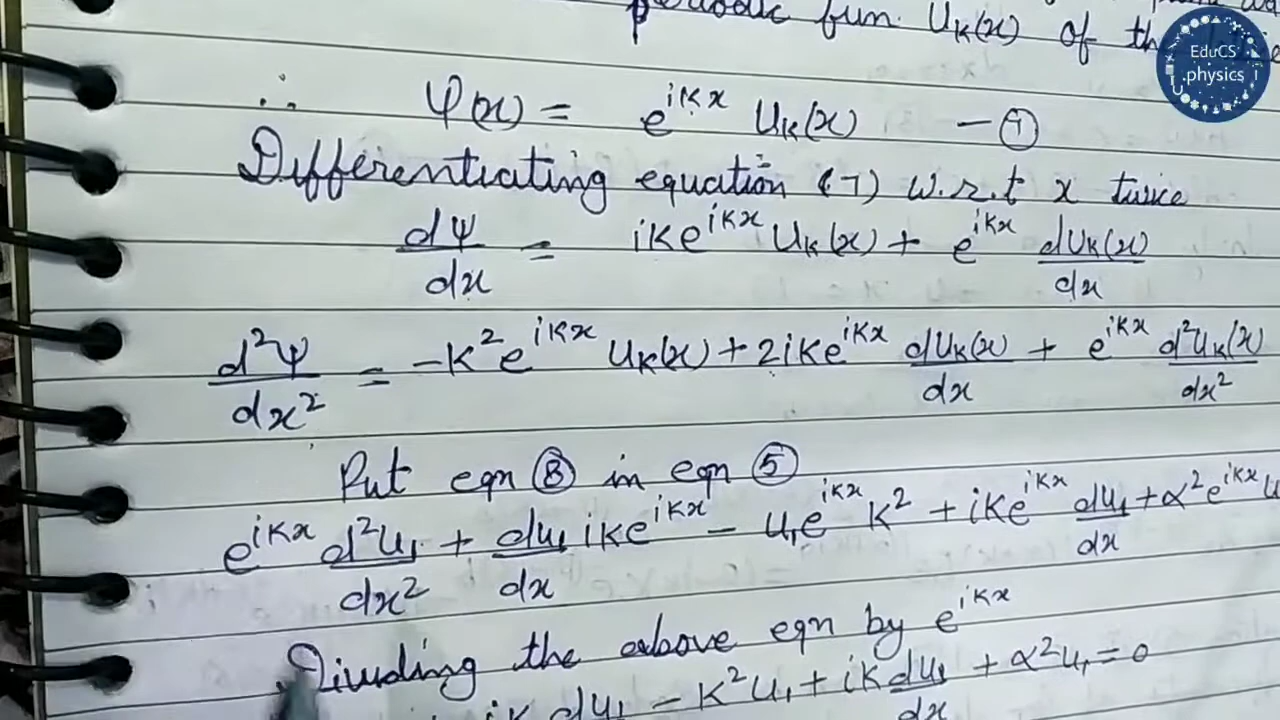 periodic fun. Uk(x) of the
EduCS
physics
∴ Ψ(x) = e^{ikx} Uk(x) — ⑦
Differentiating equation (7) w.r.t x twice
dΨ/dx = ike^{ikx} Uk(x) + e^{ikx} dUk(x)/dx
d²Ψ/dx² = -k²e^{ikx} Uk(x) + 2ike^{ikx} dUk(x)/dx + e^{ikx} d²Uk(x)/dx²
Put eqn ⑧ in eqn ⑤
e^{ikx} d²u₁/dx² + du₁/dx ike^{ikx} - u₁e^{ikx} k² + ike^{ikx} du₁/dx + α²e^{ikx} u
Dividing the above eqn by e^{ikx}
ik du₁ - k²u₁ + ik du₁/dx + α²u₁ = 0